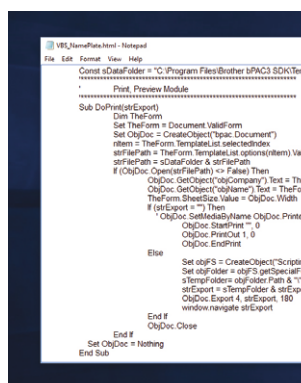 VBS_NamePlate.html - Notepad
File Edit Format View Help
Const sDataFolder = "C:\Program Files\Brother bPAC3 SDK\Tem
'*******************************************************************
' Print, Preview Module
'*******************************************************************
Sub DoPrint(strExport)
Dim TheForm
Set TheForm = Document.ValidForm
Set ObjDoc = CreateObject("bpac.Document")
nItem = TheForm.TemplateList.selectedIndex
strFilePath = TheForm.TemplateList.options(nItem).Va
strFilePath = sDataFolder & strFilePath
If (ObjDoc.Open(strFilePath) <> False) Then
ObjDoc.GetObject("objCompany").Text = The
ObjDoc.GetObject("objName").Text = TheFo
TheForm.SheetSize.Value = ObjDoc.Width
If (strExport = "") Then
' ObjDoc.SetMediaByName ObjDoc.Printe
ObjDoc.StartPrint "", 0
ObjDoc.PrintOut 1, 0
ObjDoc.EndPrint
Else
Set objFS = CreateObject("Scriptin
Set objFolder = objFS.getSpecialF
sTempFolder= objFolder.Path & "\"
strExport = sTempFolder & strExp
ObjDoc.Export 4, strExport, 180
window.navigate strExport
End If
ObjDoc.Close
End If
Set ObjDoc = Nothing
End Sub